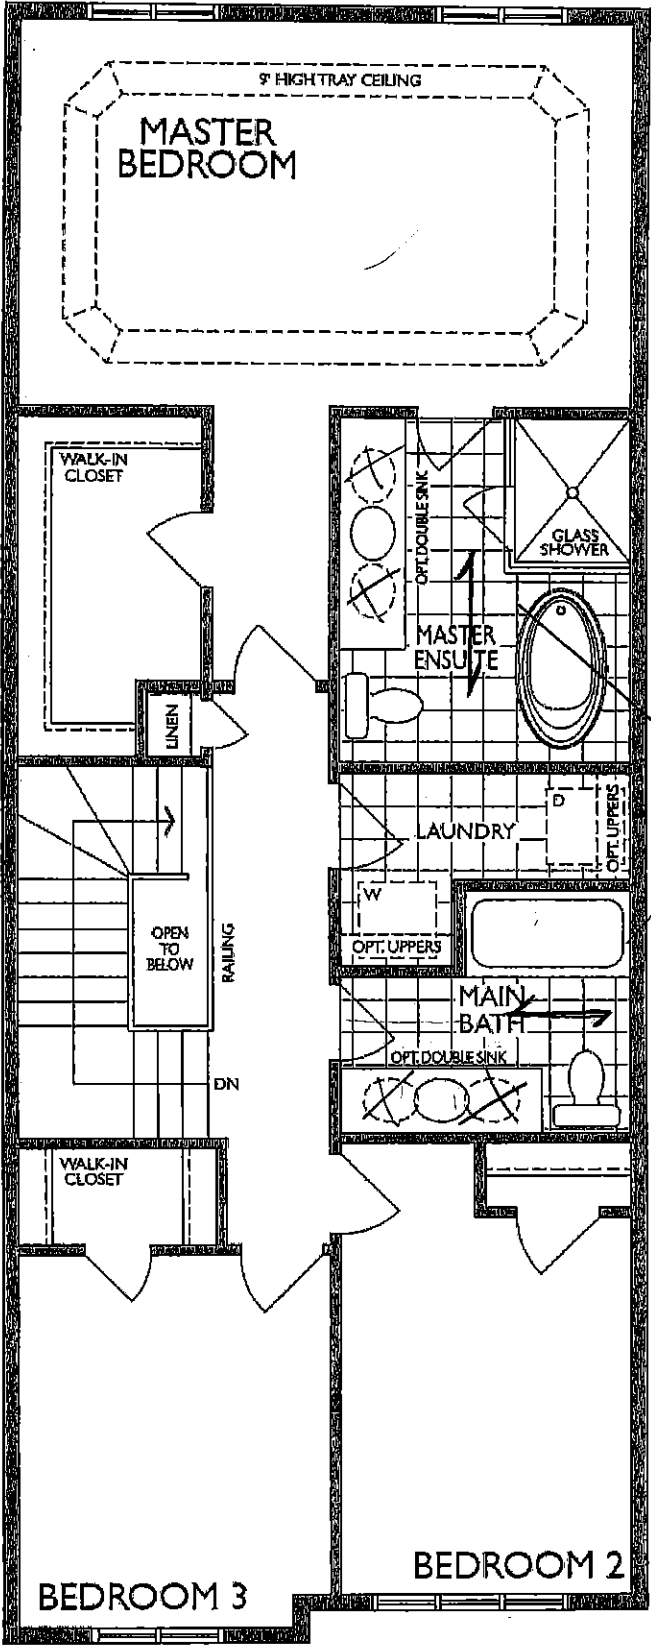 9' HIGH TRAY CEILING
MASTER
BEDROOM
WALK-IN
CLOSET
OPT. DOUBLE SINK
GLASS
SHOWER
MASTER
ENSUITE
LINEN
D
LAUNDRY
OPT. UPPERS
W
OPT. UPPERS
OPEN
TO
BELOW
RAILING
MAIN
BATH
OPT. DOUBLE SINK
DN
WALK-IN
CLOSET
BEDROOM 2
BEDROOM 3